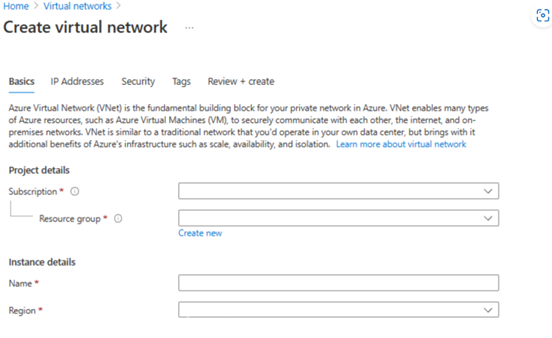 Home > Virtual networks >
Create virtual network ...
Basics IP Addresses Security Tags Review + create
Azure Virtual Network (VNet) is the fundamental building block for your private network in Azure. VNet enables many types
of Azure resources, such as Azure Virtual Machines (VM), to securely communicate with each other, the internet, and on-
premises networks. VNet is similar to a traditional network that you'd operate in your own data center, but brings with it
additional benefits of Azure's infrastructure such as scale, availability, and isolation. Learn more about virtual network
Project details
Subscription *
Resource group *
Create new
Instance details
Name *
Region *